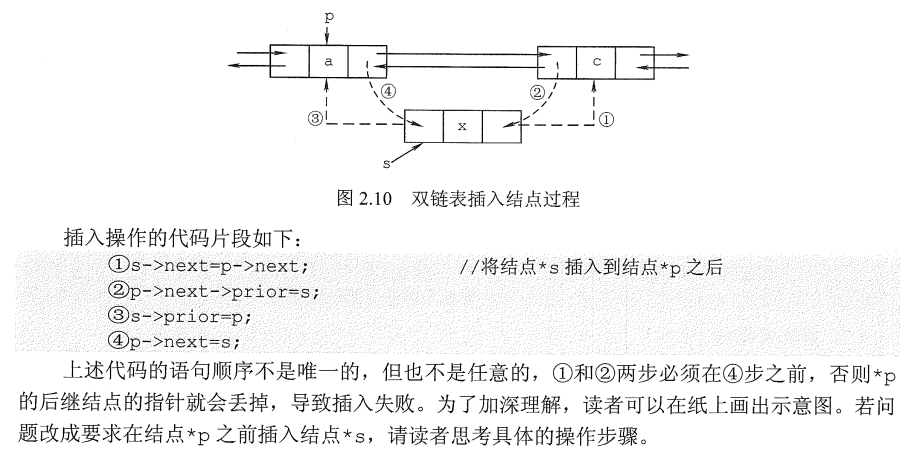 p
a
c
④
②
③
①
x
s
图 2.10 双链表插入结点过程
插入操作的代码片段如下：
①s->next=p->next; //将结点*s 插入到结点*p 之后
②p->next->prior=s;
③s->prior=p;
④p->next=s;
上述代码的语句顺序不是唯一的，但也不是任意的，①和②两步必须在④步之前，否则*p
的后继结点的指针就会丢掉，导致插入失败。为了加深理解，读者可以在纸上画出示意图。若问
题改成要求在结点*p 之前插入结点*s，请读者思考具体的操作步骤。